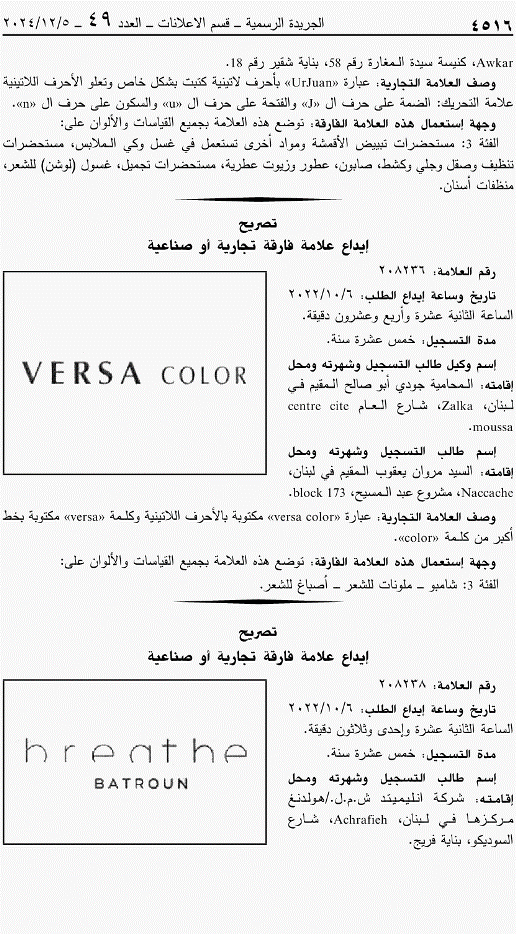 ٤٥١٦ الجريدة الرسمية ــ قسم الاعلانات ــ العدد ٤٩ ــ ٢٠٢٤/١٢/٥
Awkar، كنيسة سيدة المغارة رقم 58، بناية شقير رقم 18.
وصف العلامة التجارية: عبارة «UrJuan» بأحرف لاتينية كتبت بشكل خاص وتعلو الأحرف اللاتينية
علامة التحريك: الضمة على حرف ال «J» والفتحة على حرف ال «u» والسكون على حرف ال «n».
وجهة إستعمال هذه العلامة الفارقة: توضع هذه العلامة بجميع القياسات والألوان على:
الفئة 3: مستحضرات تبييض الأقمشة ومواد أخرى تستعمل في غسل وكي الملابس، مستحضرات
تنظيف وصقل وجلي وكشط، صابون، عطور وزيوت عطرية، مستحضرات تجميل، غسول (لوشن) للشعر،
منظفات أسنان.
تصريح
إيداع علامة فارقة تجارية أو صناعية
رقم العلامة: ٢٠٨٢٣٦
تاريخ وساعة إيداع الطلب: ٢٠٢٢/١٠/٦
الساعة الثانية عشرة وأربع وعشرون دقيقة.
مدة التسجيل: خمس عشرة سنة.
إسم وكيل طالب التسجيل وشهرته ومحل
إقامته: المحامية جودي أبو صالح المقيم في
لبنان، Zalka، شارع العام centre cite
moussa.
إسم طالب التسجيل وشهرته ومحل
إقامته: السيد مروان يعقوب المقيم في لبنان،
Naccache، مشروع عبد المسيح، block 173.
VERSA COLOR
وصف العلامة التجارية: عبارة «versa color» مكتوبة بالأحرف اللاتينية وكلمة «versa» مكتوبة بخط
أكبر من كلمة «color».
وجهة إستعمال هذه العلامة الفارقة: توضع هذه العلامة بجميع القياسات والألوان على:
الفئة 3: شامبو ــ ملونات للشعر ــ أصباغ للشعر.
تصريح
إيداع علامة فارقة تجارية أو صناعية
رقم العلامة: ٢٠٨٢٣٨
تاريخ وساعة إيداع الطلب: ٢٠٢٢/١٠/٦
الساعة الثانية عشرة وإحدى وثلاثون دقيقة.
مدة التسجيل: خمس عشرة سنة.
إسم طالب التسجيل وشهرته ومحل
إقامته: شركة انليميتد ش.م.ل./هولدنغ
مركزها في لبنان، Achrafieh، شارع
السوديكو، بناية فريج.
breathe
BATROUN